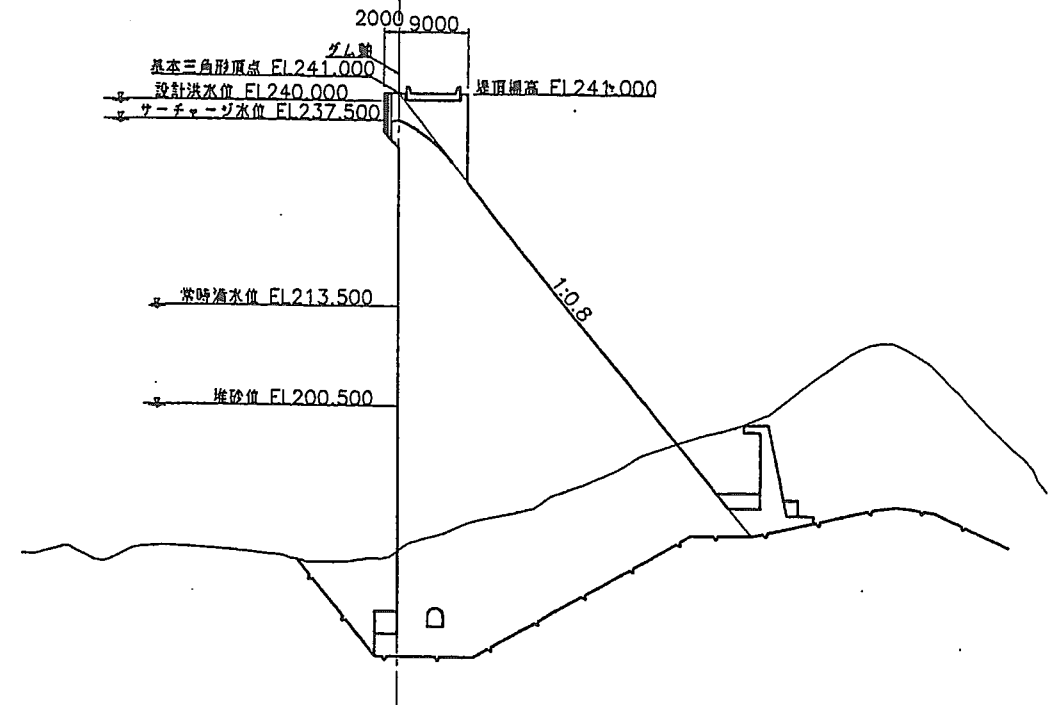 2000 9000
ダム軸
基本三角形頂点 EL241.000
設計洪水位 EL240.000
堤頂標高 EL241.000
サーチャージ水位 EL237.500
常時満水位 EL213.500
1:0.8
堆砂位 EL200.500